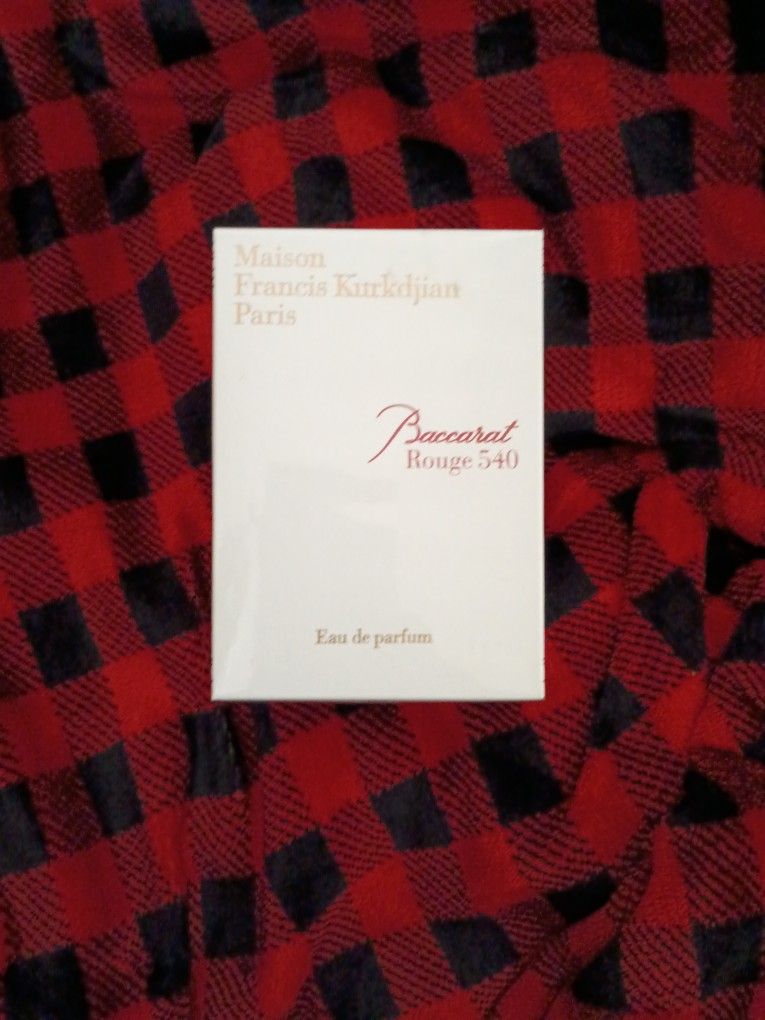 Maison
Francis Kurkdjian
Paris
Baccarat
Rouge 540
Eau de parfum